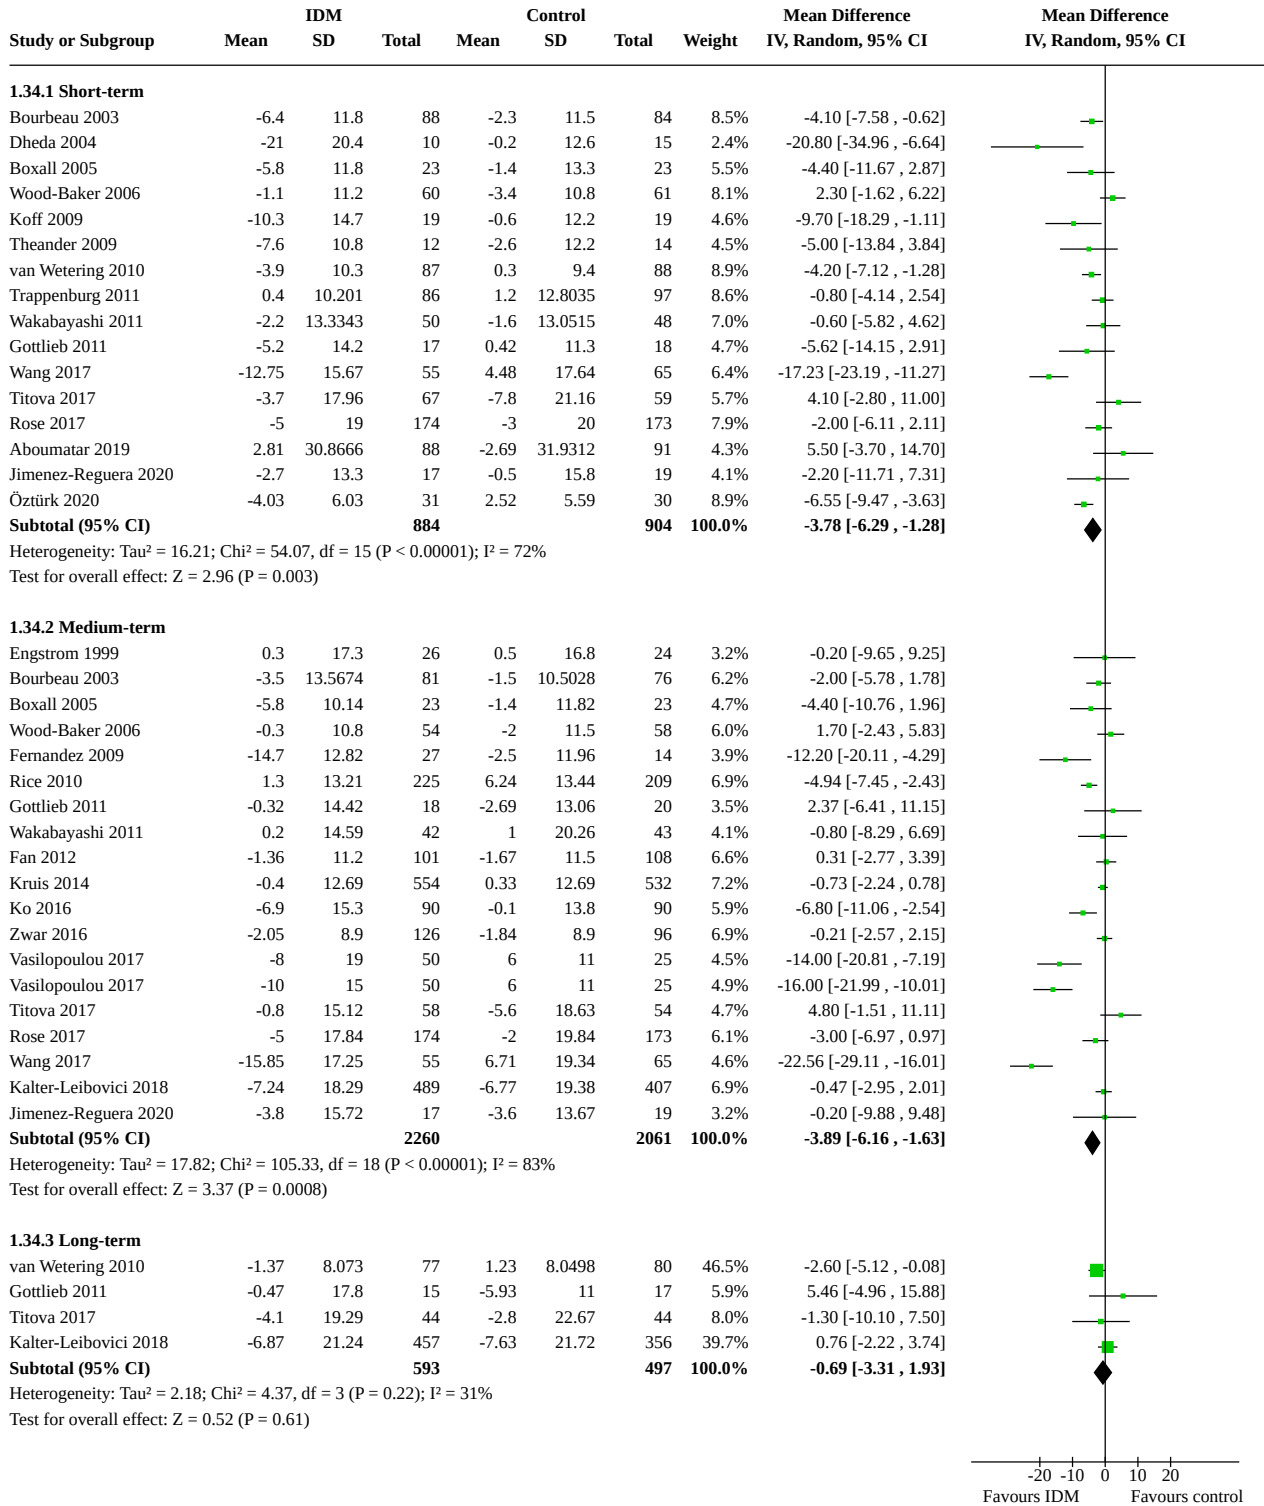 IDM Control Mean Difference Mean Difference
Study or Subgroup Mean SD Total Mean SD Total Weight IV, Random, 95% CI IV, Random, 95% CI
1.34.1 Short-term
Bourbeau 2003 -6.4 11.8 88 -2.3 11.5 84 8.5% -4.10 [-7.58 , -0.62]
Dheda 2004 -21 20.4 10 -0.2 12.6 15 2.4% -20.80 [-34.96 , -6.64]
Boxall 2005 -5.8 11.8 23 -1.4 13.3 23 5.5% -4.40 [-11.67 , 2.87]
Wood-Baker 2006 -1.1 11.2 60 -3.4 10.8 61 8.1% 2.30 [-1.62 , 6.22]
Koff 2009 -10.3 14.7 19 -0.6 12.2 19 4.6% -9.70 [-18.29 , -1.11]
Theander 2009 -7.6 10.8 12 -2.6 12.2 14 4.5% -5.00 [-13.84 , 3.84]
van Wetering 2010 -3.9 10.3 87 0.3 9.4 88 8.9% -4.20 [-7.12 , -1.28]
Trappenburg 2011 0.4 10.201 86 1.2 12.8035 97 8.6% -0.80 [-4.14 , 2.54]
Wakabayashi 2011 -2.2 13.3343 50 -1.6 13.0515 48 7.0% -0.60 [-5.82 , 4.62]
Gottlieb 2011 -5.2 14.2 17 0.42 11.3 18 4.7% -5.62 [-14.15 , 2.91]
Wang 2017 -12.75 15.67 55 4.48 17.64 65 6.4% -17.23 [-23.19 , -11.27]
Titova 2017 -3.7 17.96 67 -7.8 21.16 59 5.7% 4.10 [-2.80 , 11.00]
Rose 2017 -5 19 174 -3 20 173 7.9% -2.00 [-6.11 , 2.11]
Aboumatar 2019 2.81 30.8666 88 -2.69 31.9312 91 4.3% 5.50 [-3.70 , 14.70]
Jimenez-Reguera 2020 -2.7 13.3 17 -0.5 15.8 19 4.1% -2.20 [-11.71 , 7.31]
Öztürk 2020 -4.03 6.03 31 2.52 5.59 30 8.9% -6.55 [-9.47 , -3.63]
Subtotal (95% CI) 884 904 100.0% -3.78 [-6.29 , -1.28]
Heterogeneity: Tau² = 16.21; Chi² = 54.07, df = 15 (P < 0.00001); I² = 72%
Test for overall effect: Z = 2.96 (P = 0.003)
1.34.2 Medium-term
Engstrom 1999 0.3 17.3 26 0.5 16.8 24 3.2% -0.20 [-9.65 , 9.25]
Bourbeau 2003 -3.5 13.5674 81 -1.5 10.5028 76 6.2% -2.00 [-5.78 , 1.78]
Boxall 2005 -5.8 10.14 23 -1.4 11.82 23 4.7% -4.40 [-10.76 , 1.96]
Wood-Baker 2006 -0.3 10.8 54 -2 11.5 58 6.0% 1.70 [-2.43 , 5.83]
Fernandez 2009 -14.7 12.82 27 -2.5 11.96 14 3.9% -12.20 [-20.11 , -4.29]
Rice 2010 1.3 13.21 225 6.24 13.44 209 6.9% -4.94 [-7.45 , -2.43]
Gottlieb 2011 -0.32 14.42 18 -2.69 13.06 20 3.5% 2.37 [-6.41 , 11.15]
Wakabayashi 2011 0.2 14.59 42 1 20.26 43 4.1% -0.80 [-8.29 , 6.69]
Fan 2012 -1.36 11.2 101 -1.67 11.5 108 6.6% 0.31 [-2.77 , 3.39]
Kruis 2014 -0.4 12.69 554 0.33 12.69 532 7.2% -0.73 [-2.24 , 0.78]
Ko 2016 -6.9 15.3 90 -0.1 13.8 90 5.9% -6.80 [-11.06 , -2.54]
Zwar 2016 -2.05 8.9 126 -1.84 8.9 96 6.9% -0.21 [-2.57 , 2.15]
Vasilopoulou 2017 -8 19 50 6 11 25 4.5% -14.00 [-20.81 , -7.19]
Vasilopoulou 2017 -10 15 50 6 11 25 4.9% -16.00 [-21.99 , -10.01]
Titova 2017 -0.8 15.12 58 -5.6 18.63 54 4.7% 4.80 [-1.51 , 11.11]
Rose 2017 -5 17.84 174 -2 19.84 173 6.1% -3.00 [-6.97 , 0.97]
Wang 2017 -15.85 17.25 55 6.71 19.34 65 4.6% -22.56 [-29.11 , -16.01]
Kalter-Leibovici 2018 -7.24 18.29 489 -6.77 19.38 407 6.9% -0.47 [-2.95 , 2.01]
Jimenez-Reguera 2020 -3.8 15.72 17 -3.6 13.67 19 3.2% -0.20 [-9.88 , 9.48]
Subtotal (95% CI) 2260 2061 100.0% -3.89 [-6.16 , -1.63]
Heterogeneity: Tau² = 17.82; Chi² = 105.33, df = 18 (P < 0.00001); I² = 83%
Test for overall effect: Z = 3.37 (P = 0.0008)
1.34.3 Long-term
van Wetering 2010 -1.37 8.073 77 1.23 8.0498 80 46.5% -2.60 [-5.12 , -0.08]
Gottlieb 2011 -0.47 17.8 15 -5.93 11 17 5.9% 5.46 [-4.96 , 15.88]
Titova 2017 -4.1 19.29 44 -2.8 22.67 44 8.0% -1.30 [-10.10 , 7.50]
Kalter-Leibovici 2018 -6.87 21.24 457 -7.63 21.72 356 39.7% 0.76 [-2.22 , 3.74]
Subtotal (95% CI) 593 497 100.0% -0.69 [-3.31 , 1.93]
Heterogeneity: Tau² = 2.18; Chi² = 4.37, df = 3 (P = 0.22); I² = 31%
Test for overall effect: Z = 0.52 (P = 0.61)
-20 -10 0 10 20
Favours IDM Favours control